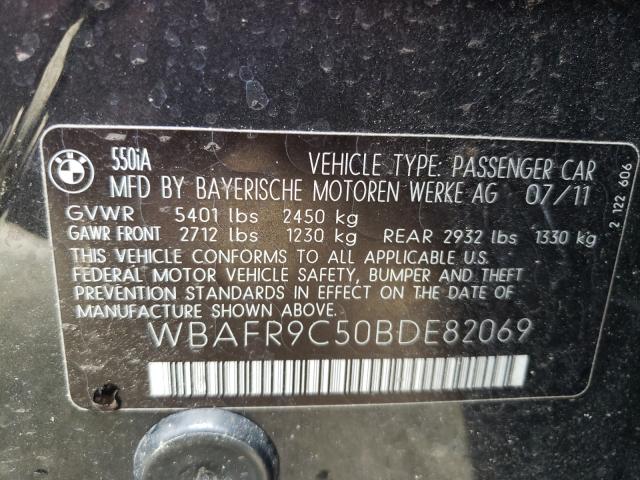 BMW
550iA
VEHICLE TYPE: PASSENGER CAR
MFD BY BAYERISCHE MOTOREN WERKE AG 07/11
GVWR 5401 lbs 2450 kg
GAWR FRONT 2712 lbs 1230 kg REAR 2932 lbs 1330 kg
THIS VEHICLE CONFORMS TO ALL APPLICABLE U.S.
FEDERAL MOTOR VEHICLE SAFETY, BUMPER AND THEFT
PREVENTION STANDARDS IN EFFECT ON THE DATE OF
MANUFACTURE SHOWN ABOVE.
WBAFR9C50BDE82069
2 122 606